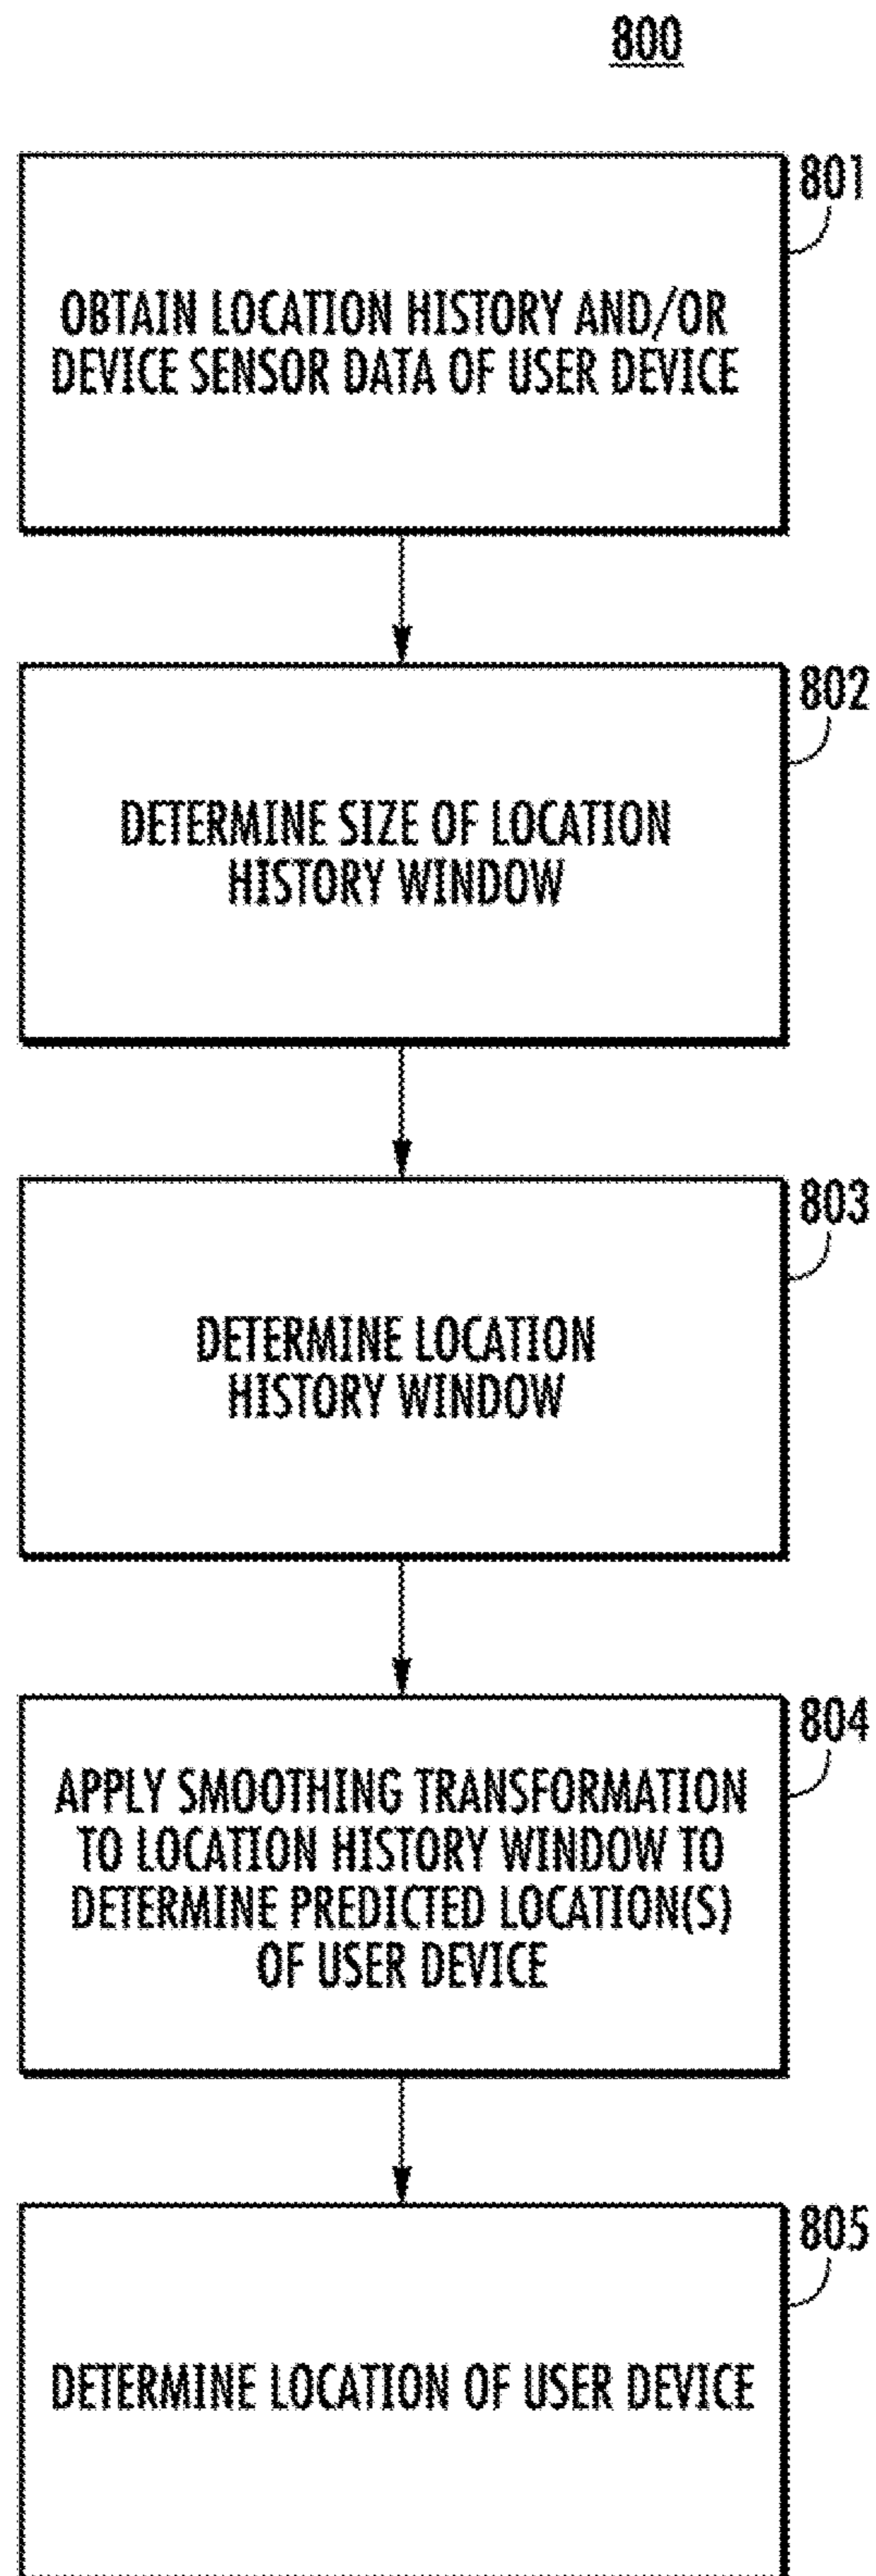 800
801
OBTAIN LOCATION HISTORY AND/OR
DEVICE SENSOR DATA OF USER DEVICE
802
DETERMINE SIZE OF LOCATION
HISTORY WINDOW
803
DETERMINE LOCATION
HISTORY WINDOW
804
APPLY SMOOTHING TRANSFORMATION
TO LOCATION HISTORY WINDOW TO
DETERMINE PREDICTED LOCATION(S)
OF USER DEVICE
805
DETERMINE LOCATION OF USER DEVICE